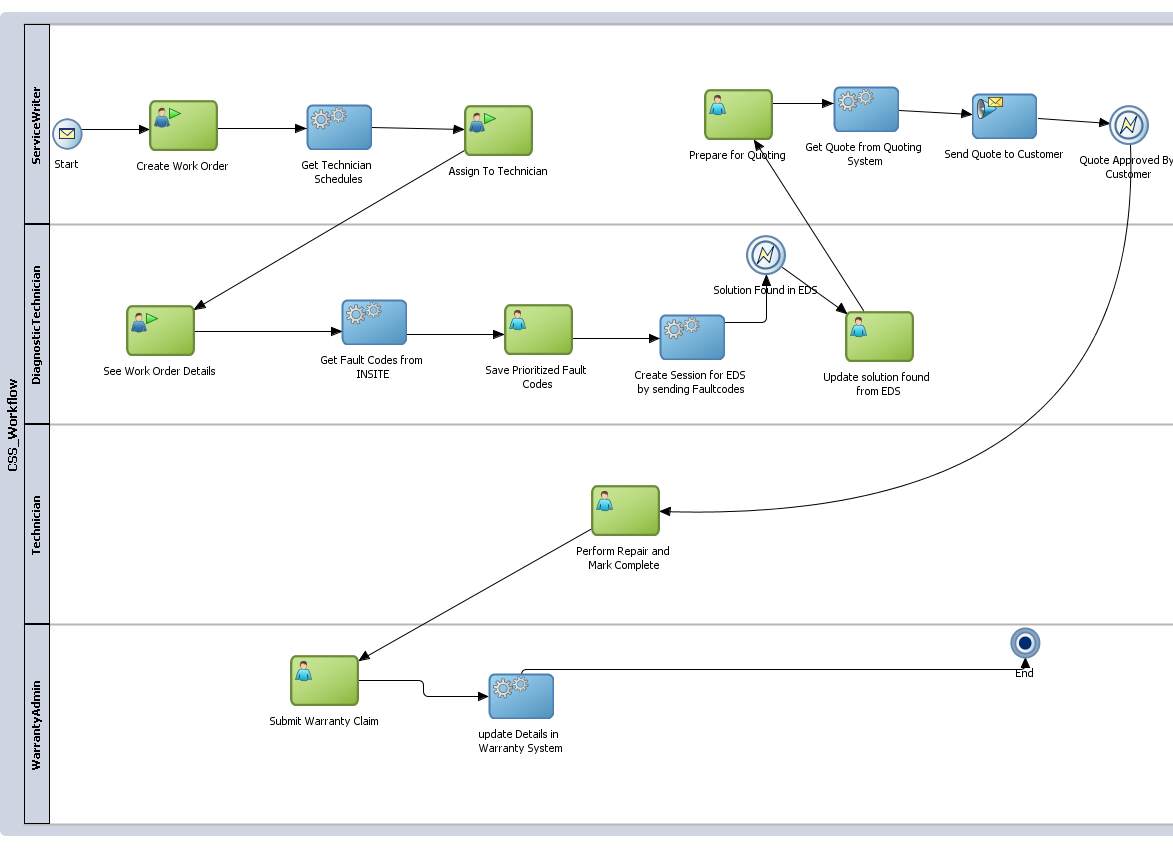 CSS_Workflow
ServiceWriter
Start
Create Work Order
Get Technician
Schedules
Assign To Technician
Prepare for Quoting
Get Quote from Quoting
System
Send Quote to Customer
Quote Approved By
Customer
DiagnosticTechnician
See Work Order Details
Get Fault Codes from
INSITE
Save Prioritized Fault
Codes
Create Session for EDS
by sending Faultcodes
Solution Found in EDS
Update solution found
from EDS
Technician
Perform Repair and
Mark Complete
WarrantyAdmin
Submit Warranty Claim
update Details in
Warranty System
End